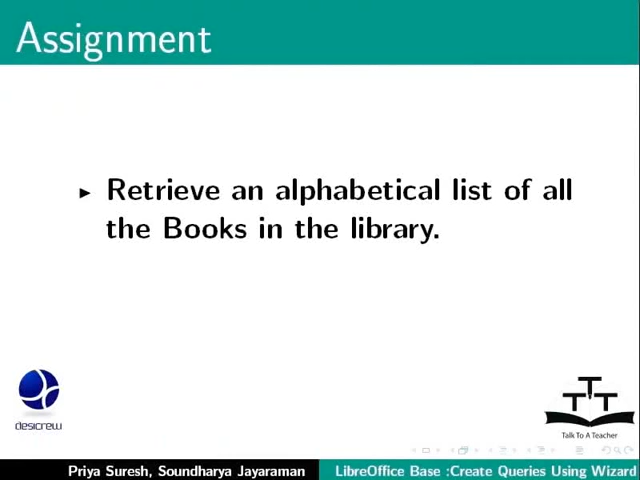 Assignment
Retrieve an alphabetical list of all
the Books in the library.
desicrew
TTT
Talk To A Teacher
Priya Suresh, Soundharya Jayaraman
LibreOffice Base :Create Queries Using Wizard